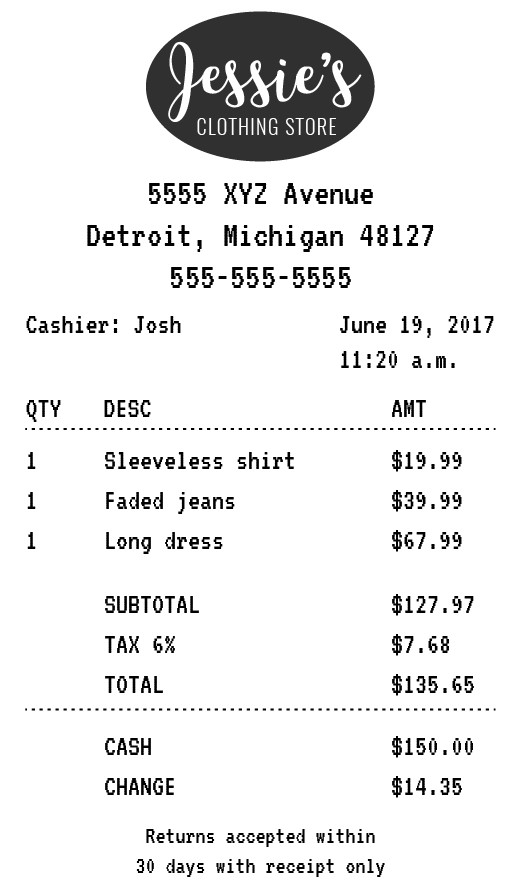 Jessie's
CLOTHING STORE
5555 XYZ Avenue
Detroit, Michigan 48127
555-555-5555
Cashier: Josh June 19, 2017
11:20 a.m.
QTY DESC AMT
1 Sleeveless shirt $19.99
1 Faded jeans $39.99
1 Long dress $67.99
SUBTOTAL $127.97
TAX 6% $7.68
TOTAL $135.65
CASH $150.00
CHANGE $14.35
Returns accepted within
30 days with receipt only